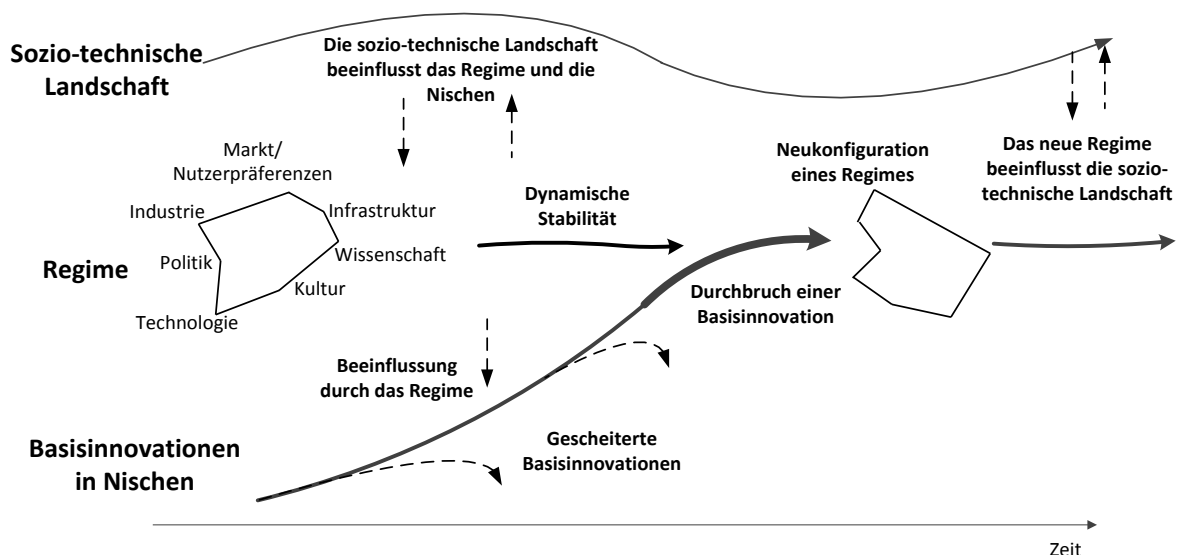 Sozio-technische
Landschaft
Die sozio-technische Landschaft
beeinflusst das Regime und die
Nischen
Markt/
Nutzerpräferenzen
Industrie
Infrastruktur
Politik
Wissenschaft
Kultur
Technologie
Regime
Dynamische
Stabilität
Neukonfiguration
eines Regimes
Das neue Regime
beeinflusst die sozio-
technische Landschaft
Durchbruch einer
Basisinnovation
Beeinflussung
durch das Regime
Basisinnovationen
in Nischen
Gescheiterte
Basisinnovationen
Zeit